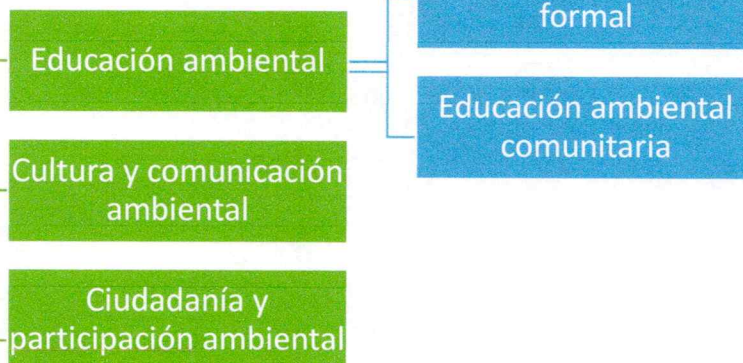 formal
Educación ambiental
Educación ambiental
comunitaria
Cultura y comunicación
ambiental
Ciudadanía y
participación ambiental